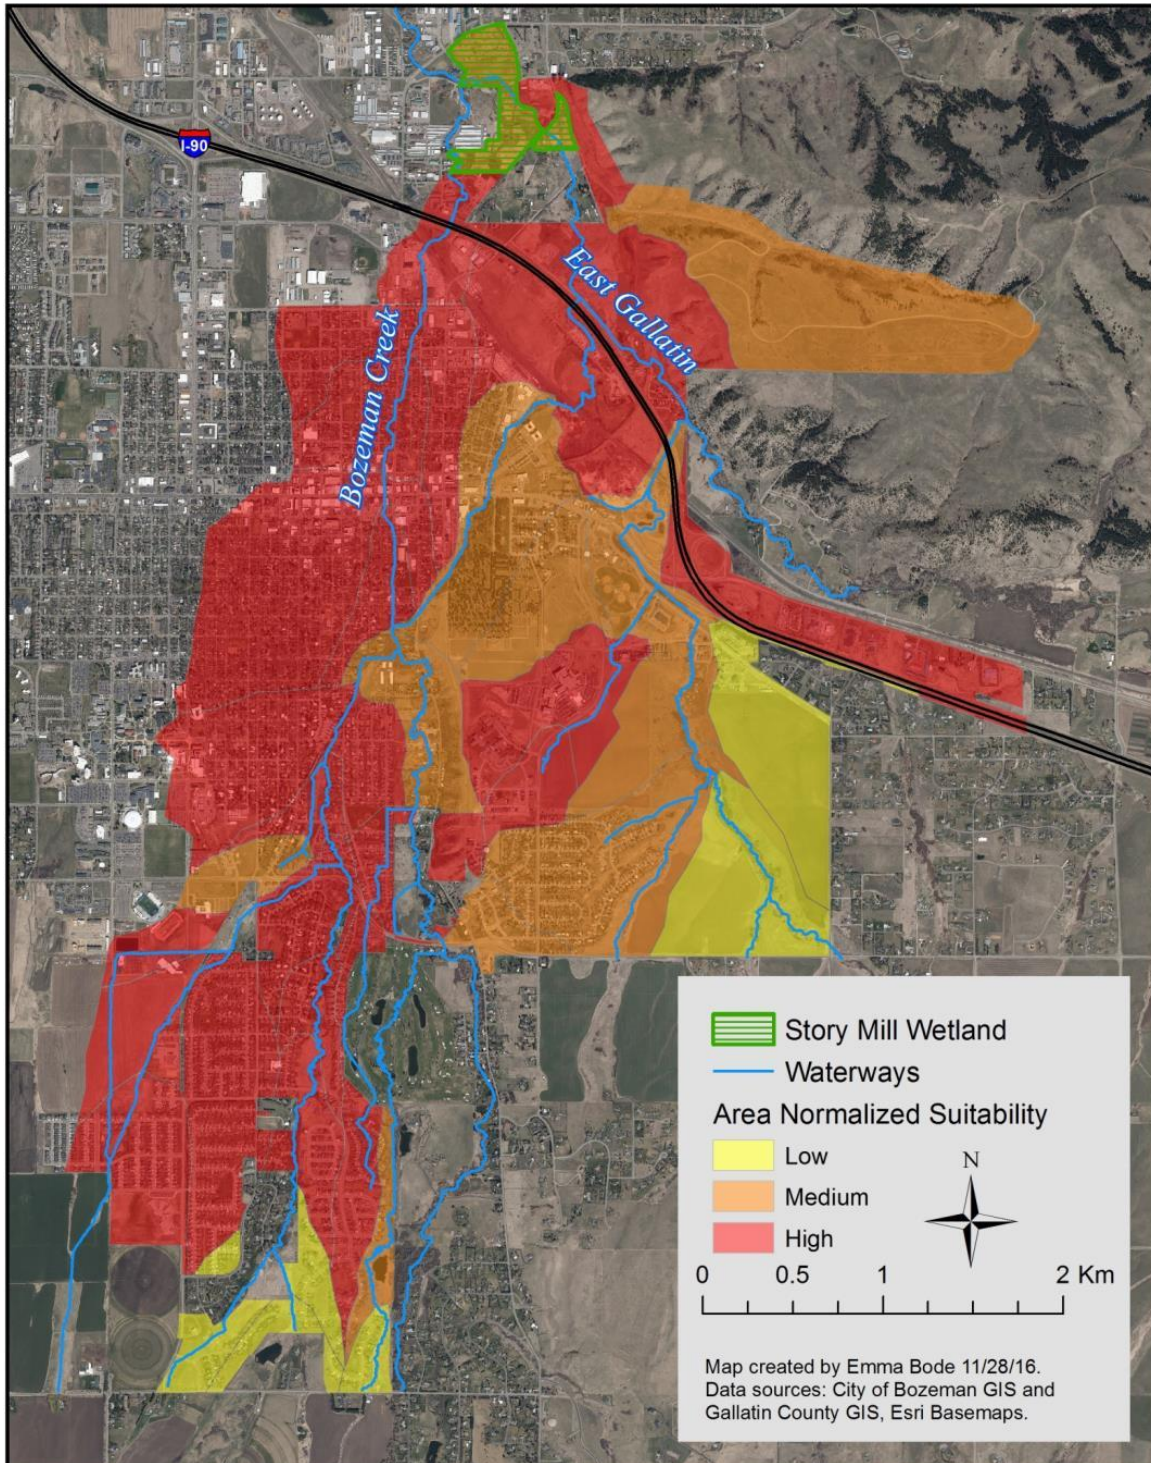 I-90
East Gallatin
Bozeman Creek
Story Mill Wetland
Waterways
Area Normalized Suitability
Low
Medium
High
N
0 0.5 1 2 Km
Map created by Emma Bode 11/28/16.
Data sources: City of Bozeman GIS and
Gallatin County GIS, Esri Basemaps.